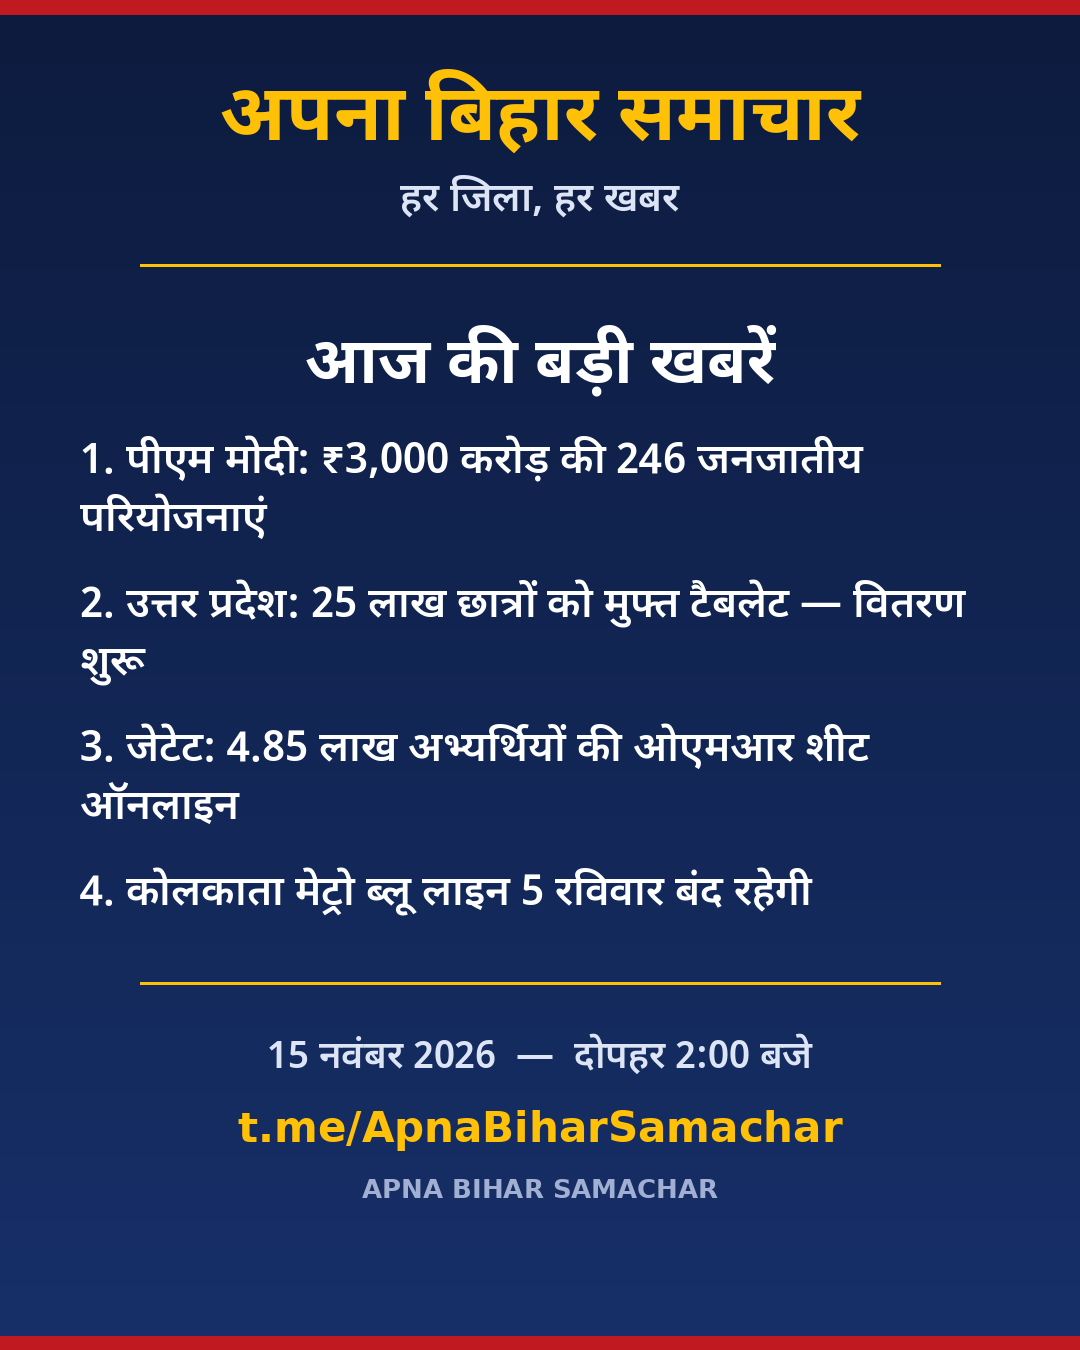 अपना बिहार समाचार
हर जिला, हर खबर
आज की बड़ी खबरें
1. पीएम मोदी: ₹3,000 करोड़ की 246 जनजातीय
परियोजनाएं
2. उत्तर प्रदेश: 25 लाख छात्रों को मुफ्त टैबलेट — वितरण
शुरू
3. जेटेट: 4.85 लाख अभ्यर्थियों की ओएमआर शीट
ऑनलाइन
4. कोलकाता मेट्रो ब्लू लाइन 5 रविवार बंद रहेगी
15 नवंबर 2026 — दोपहर 2:00 बजे
t.me/ApnaBiharSamachar
APNA BIHAR SAMACHAR